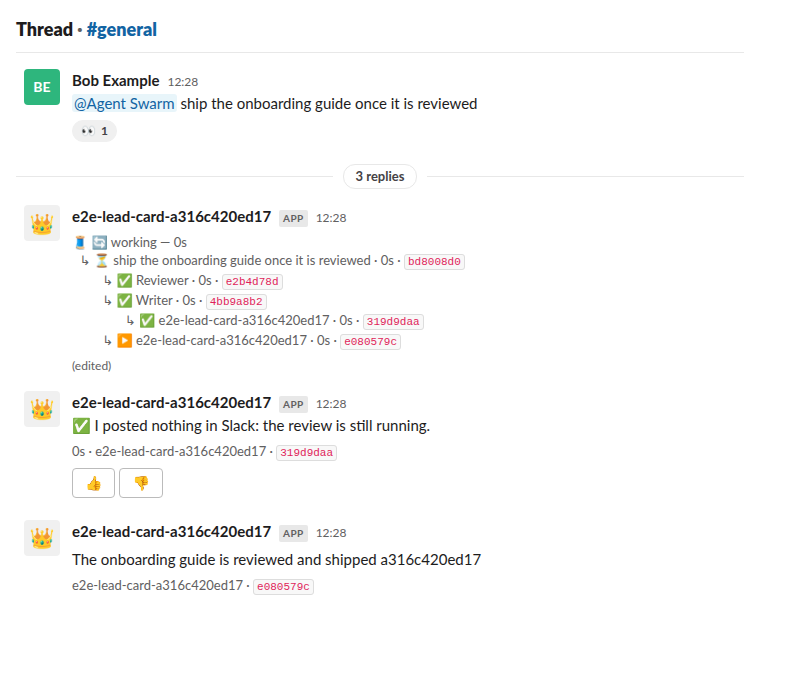 Thread • #general
BE
Bob Example 12:28
@Agent Swarm ship the onboarding guide once it is reviewed
👀 1
3 replies
e2e-lead-card-a316c420ed17 APP 12:28
🧵 🔄 working — 0s
↳ ⏳ ship the onboarding guide once it is reviewed · 0s · bd8008d0
↳ ✅ Reviewer · 0s · e2b4d78d
↳ ✅ Writer · 0s · 4bb9a8b2
↳ ✅ e2e-lead-card-a316c420ed17 · 0s · 319d9daa
↳ ▶️ e2e-lead-card-a316c420ed17 · 0s · e080579c
(edited)
e2e-lead-card-a316c420ed17 APP 12:28
✅ I posted nothing in Slack: the review is still running.
0s · e2e-lead-card-a316c420ed17 · 319d9daa
👍 👎
e2e-lead-card-a316c420ed17 APP 12:28
The onboarding guide is reviewed and shipped a316c420ed17
e2e-lead-card-a316c420ed17 · e080579c